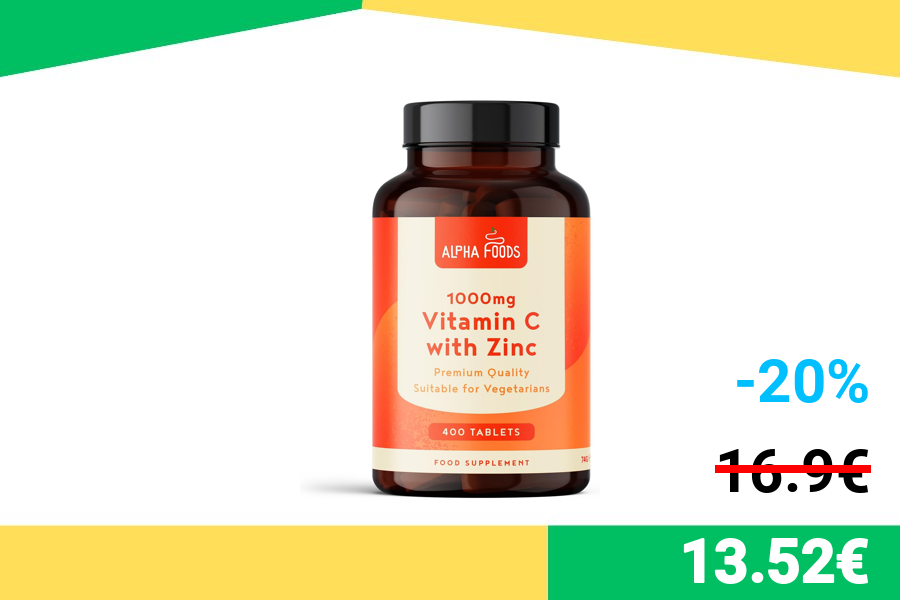 ALPHA FOODS
1000mg
Vitamin C
with Zinc
Premium Quality
Suitable for Vegetarians
400 TABLETS
FOOD SUPPLEMENT
-20%
16.9€
13.52€